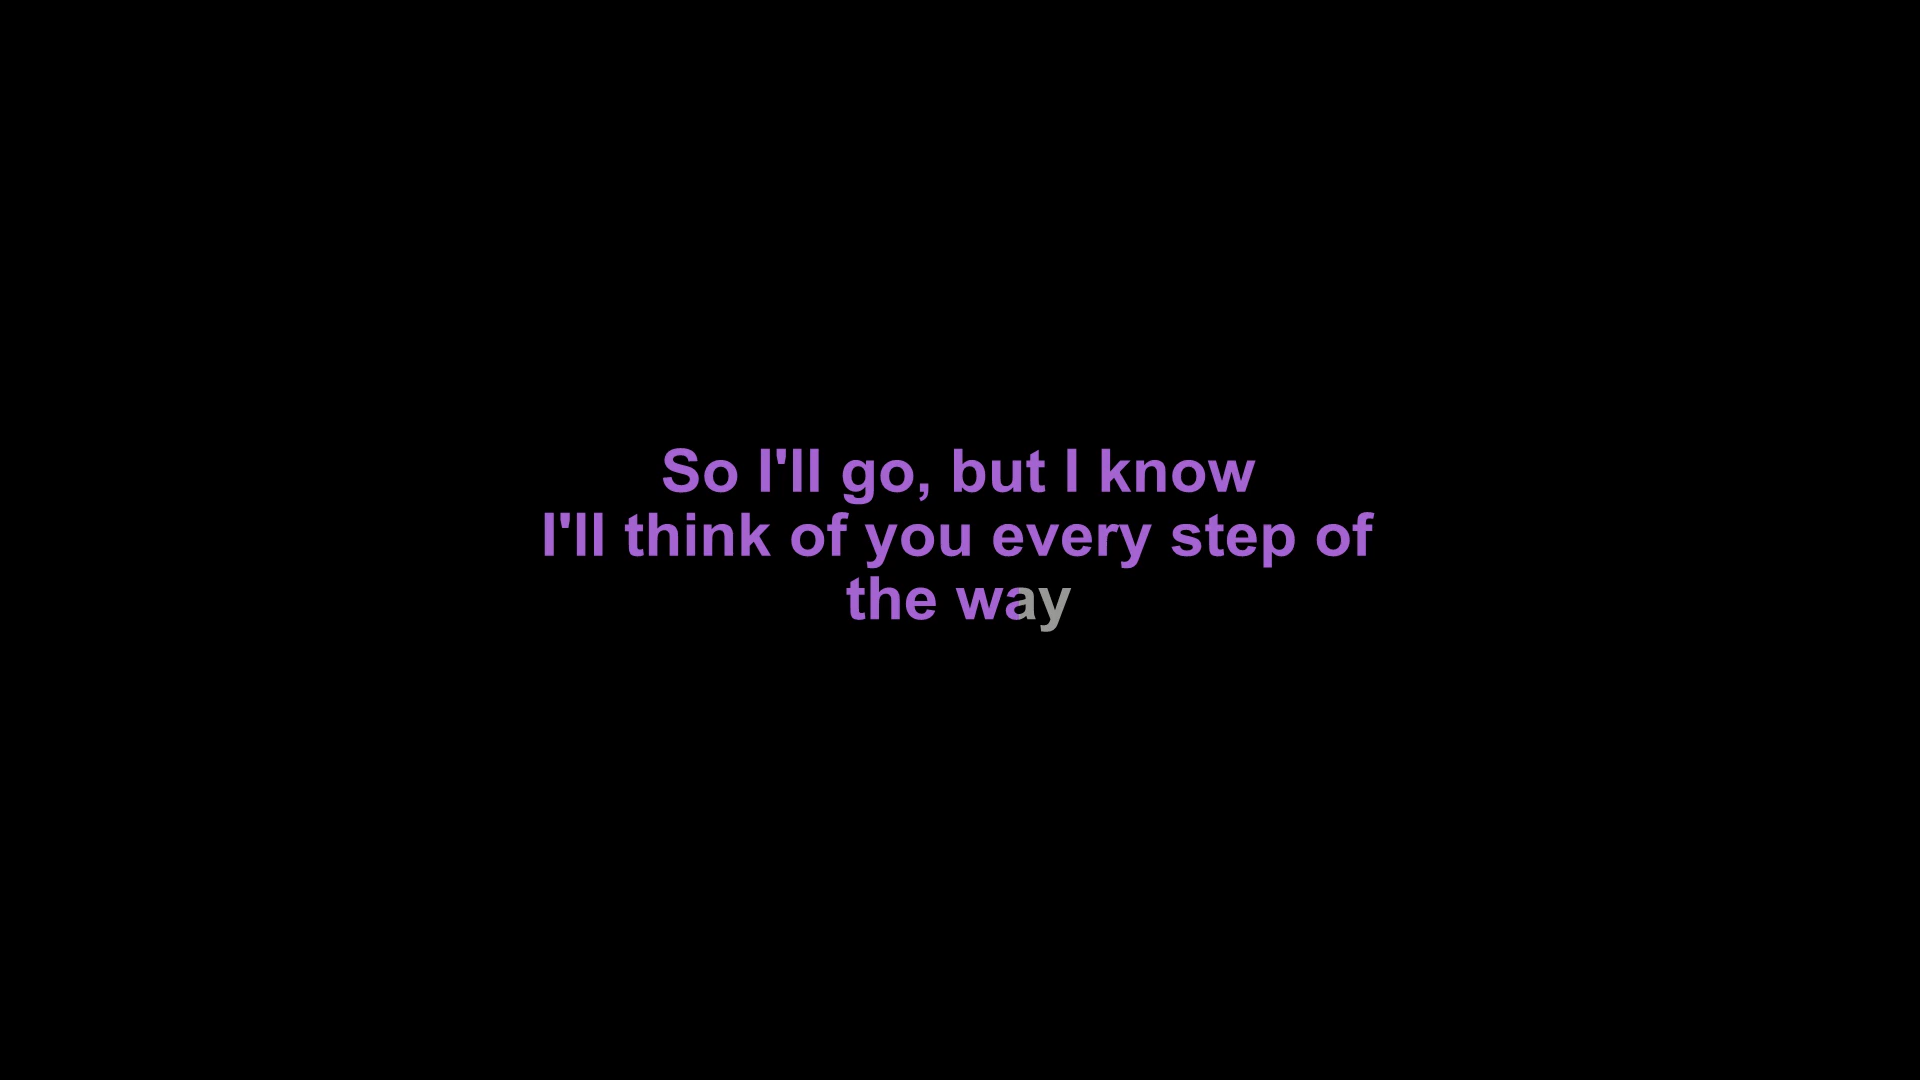 So I'll go, but I know
I'll think of you every step of
the way